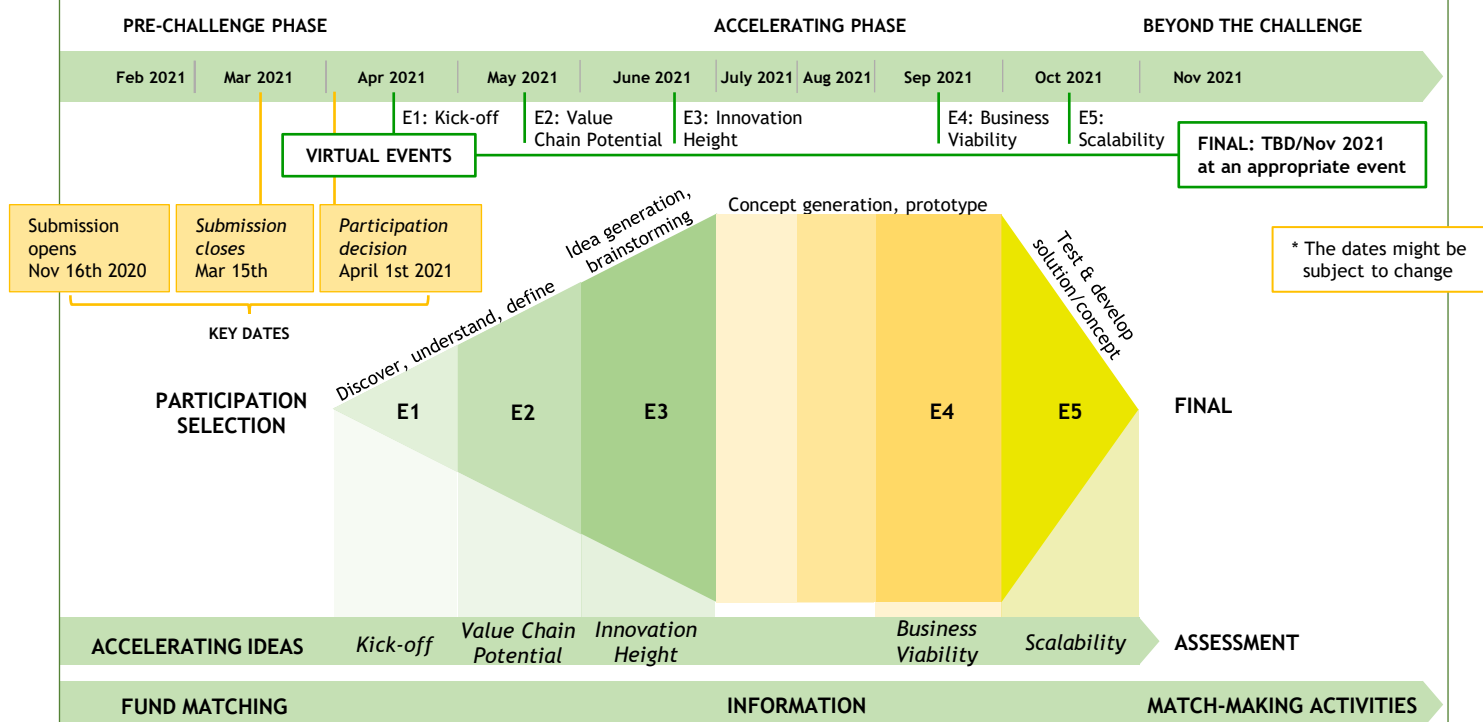 PRE-CHALLENGE PHASE
ACCELERATING PHASE
BEYOND THE CHALLENGE
Feb 2021
Mar 2021
Apr 2021
May 2021
June 2021
July 2021
Aug 2021
Sep 2021
Oct 2021
Nov 2021
E1: Kick-off
E2: Value
Chain Potential
E3: Innovation
Height
E4: Business
Viability
E5:
Scalability
VIRTUAL EVENTS
FINAL: TBD/Nov 2021
at an appropriate event
Submission
opens
Nov 16th 2020
Submission
closes
Mar 15th
Participation
decision
April 1st 2021
KEY DATES
* The dates might be
subject to change
Discover, understand, define
Idea generation,
brainstorming
Concept generation, prototype
Test & develop
solution/concept
PARTICIPATION
SELECTION
E1
E2
E3
E4
E5
FINAL
ACCELERATING IDEAS
Kick-off
Value Chain
Potential
Innovation
Height
Business
Viability
Scalability
ASSESSMENT
FUND MATCHING
INFORMATION
MATCH-MAKING ACTIVITIES